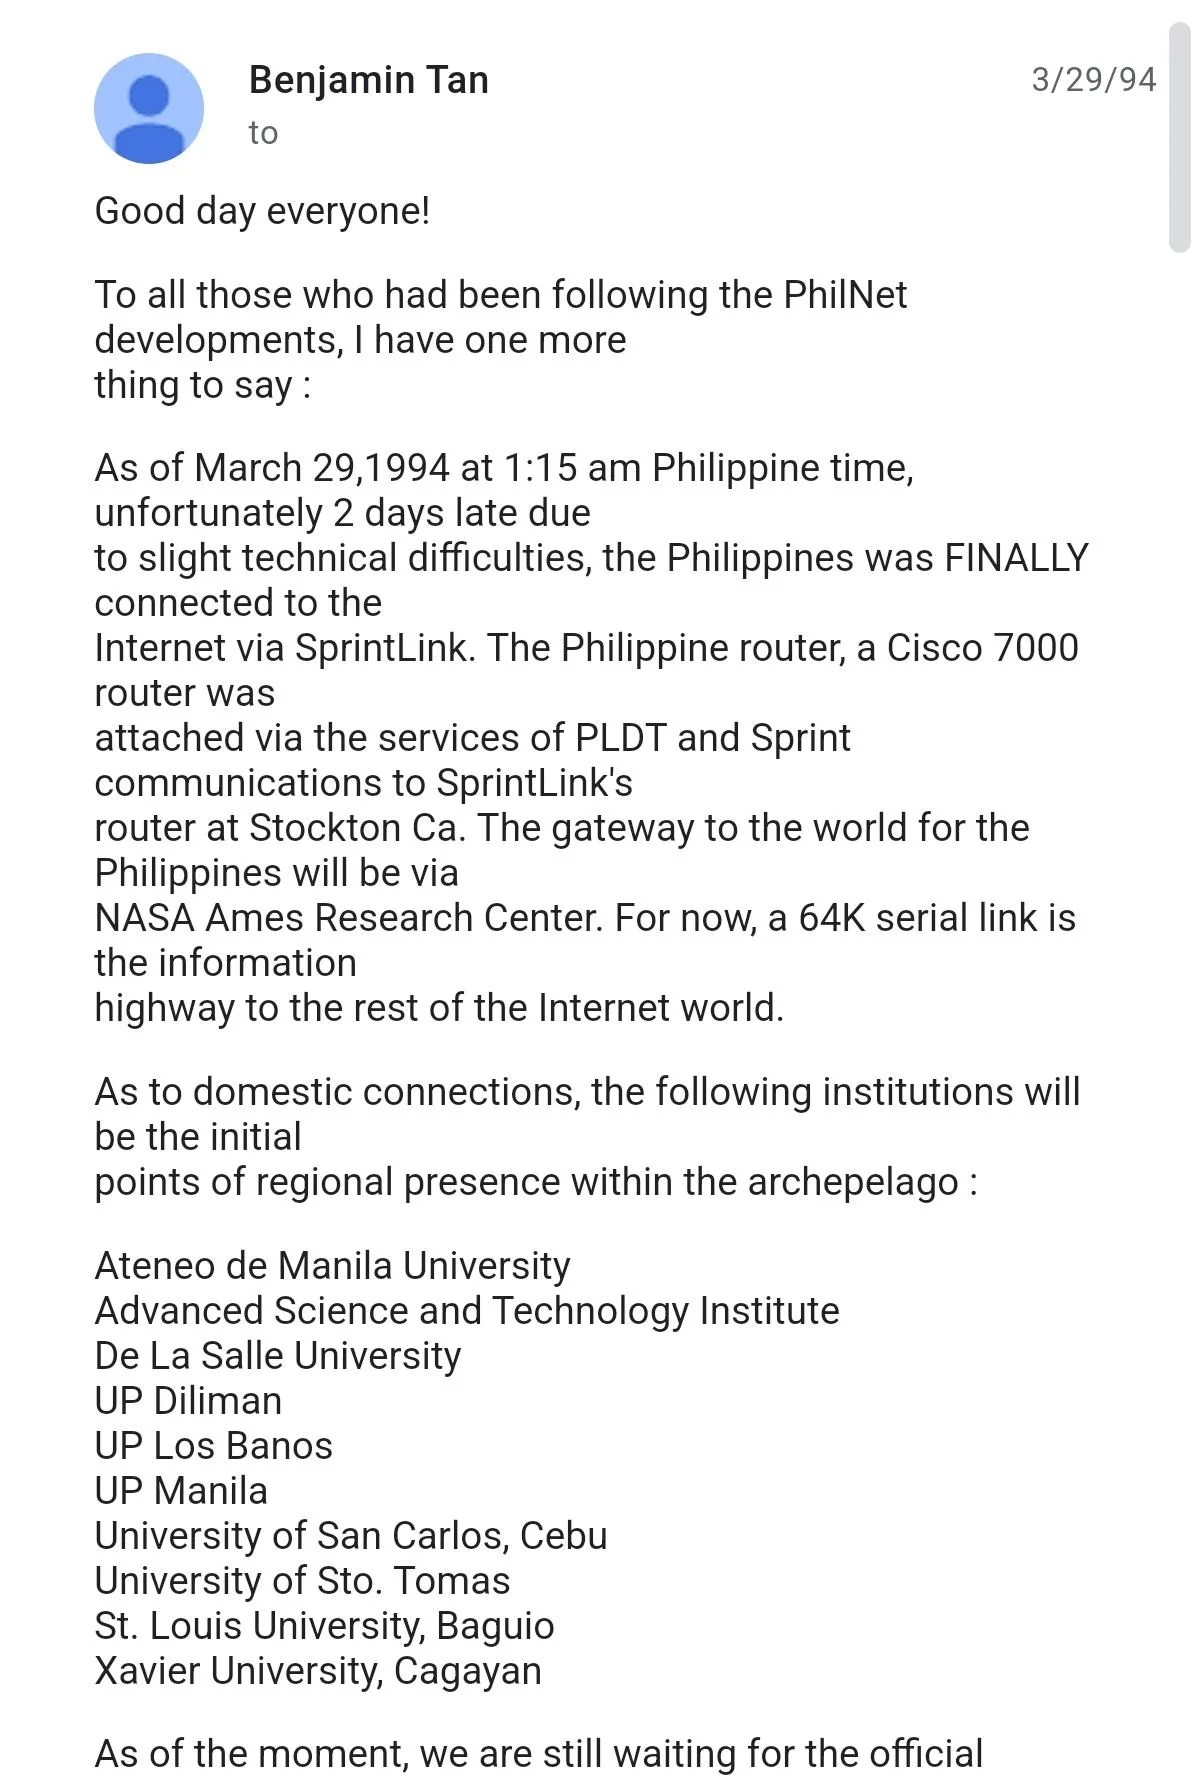 Benjamin Tan
3/29/94
to
Good day everyone!
To all those who had been following the PhilNet
developments, I have one more
thing to say :
As of March 29,1994 at 1:15 am Philippine time,
unfortunately 2 days late due
to slight technical difficulties, the Philippines was FINALLY
connected to the
Internet via SprintLink. The Philippine router, a Cisco 7000
router was
attached via the services of PLDT and Sprint
communications to SprintLink's
router at Stockton Ca. The gateway to the world for the
Philippines will be via
NASA Ames Research Center. For now, a 64K serial link is
the information
highway to the rest of the Internet world.
As to domestic connections, the following institutions will
be the initial
points of regional presence within the archepelago :
Ateneo de Manila University
Advanced Science and Technology Institute
De La Salle University
UP Diliman
UP Los Banos
UP Manila
University of San Carlos, Cebu
University of Sto. Tomas
St. Louis University, Baguio
Xavier University, Cagayan
As of the moment, we are still waiting for the official